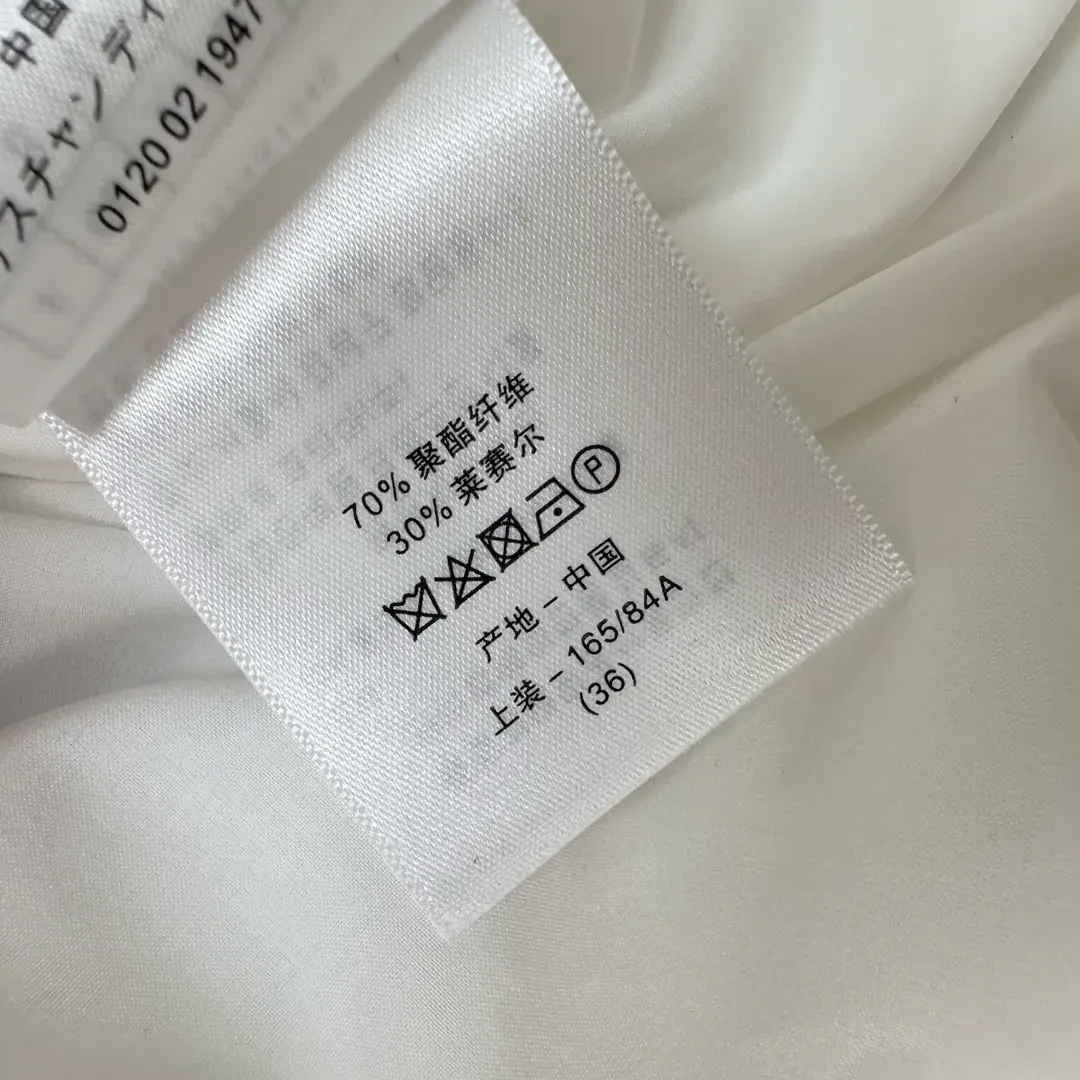 中国
スチャンディ
0120 02 1947
70% 聚酯纤维
30% 莱赛尔
P
产地 – 中国
上装 – 165/84A
(36)